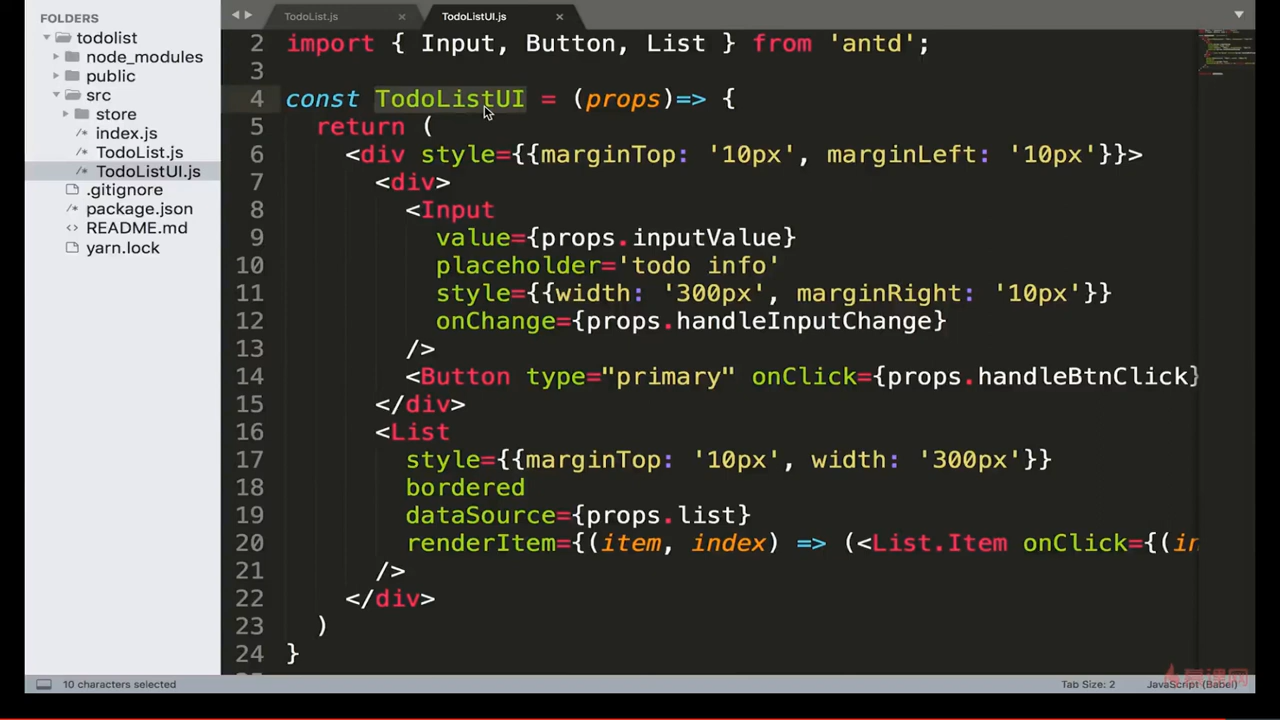 FOLDERS
todolist
node_modules
public
src
store
index.js
TodoList.js
TodoListUI.js
.gitignore
package.json
README.md
yarn.lock
TodoList.js
TodoListUI.js
2 import { Input, Button, List } from 'antd';
3
4 const TodoListUI = (props)=> {
5 return (
6 <div style={{marginTop: '10px', marginLeft: '10px'}}>
7 <div>
8 <Input
9 value={props.inputValue}
10 placeholder='todo info'
11 style={{width: '300px', marginRight: '10px'}}
12 onChange={props.handleInputChange}
13 />
14 <Button type="primary" onClick={props.handleBtnClick}
15 </div>
16 <List
17 style={{marginTop: '10px', width: '300px'}}
18 bordered
19 dataSource={props.list}
20 renderItem={(item, index) => (<List.Item onClick={(in
21 />
22 </div>
23 )
24 }
10 characters selected
Tab Size: 2
JavaScript (Babel)
慕课网